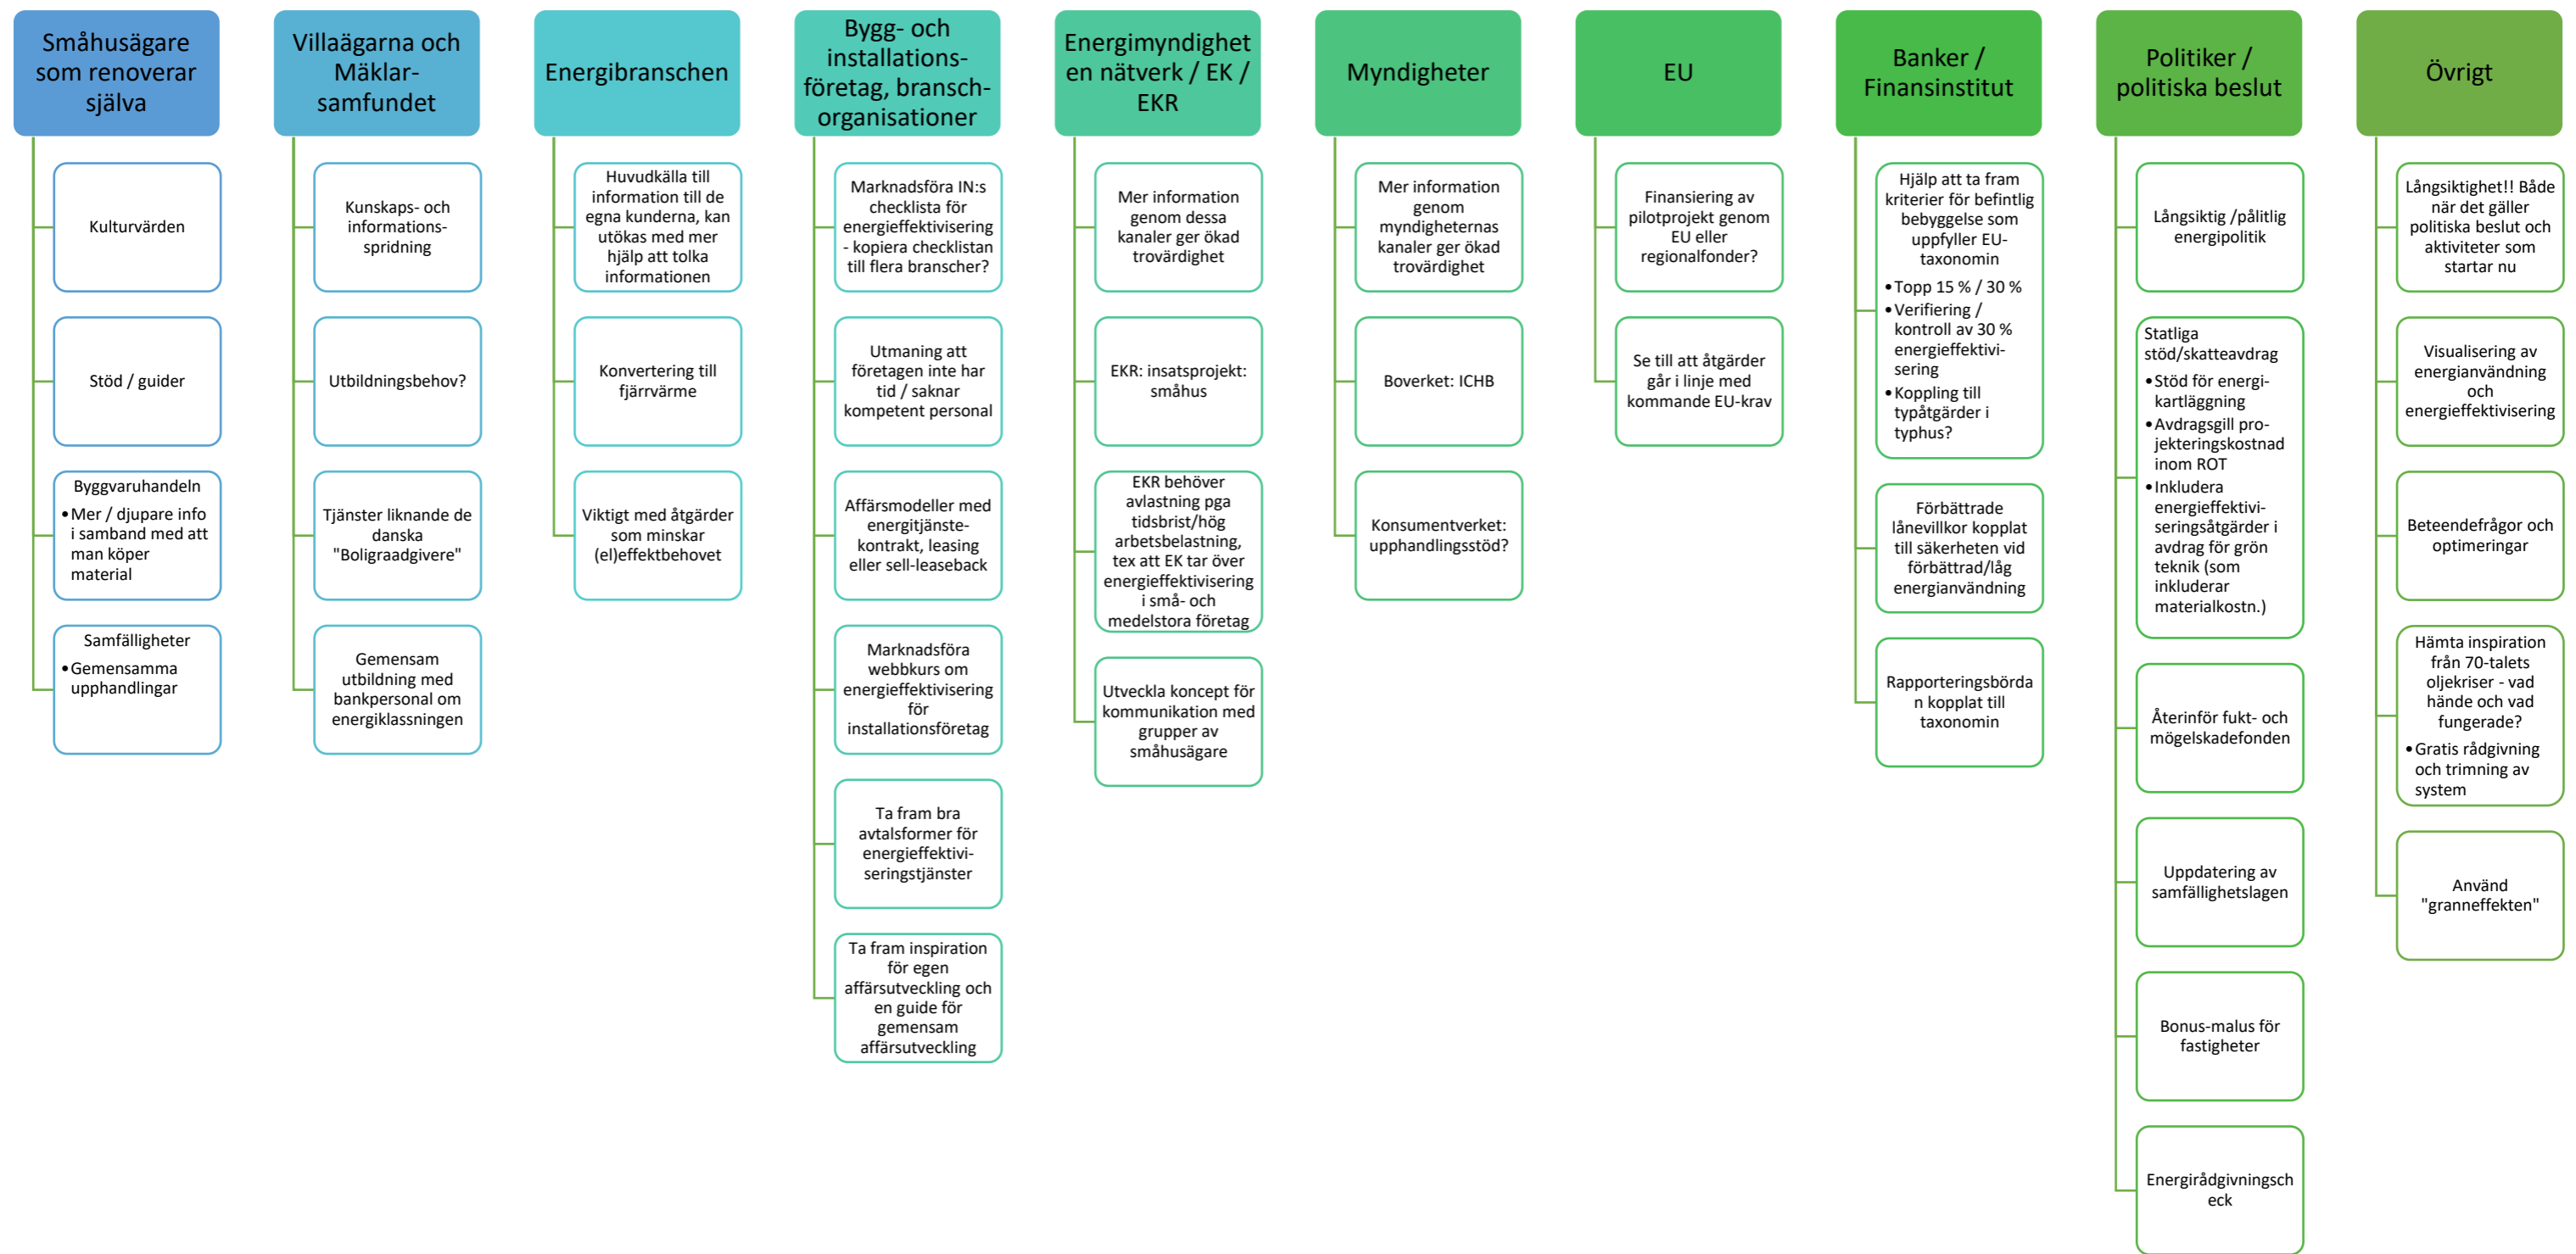 Småhusägare
som renoverar
själva
Kulturvärden
Stöd / guider
Byggvaruhandeln
•Mer / djupare info
i samband med att
man köper
material
Samfälligheter
•Gemensamma
upphandlingar
Villaägarna och
Mäklar-
samfundet
Kunskaps- och
informations-
spridning
Utbildningsbehov?
Tjänster liknande de
danska
"Boligraadgivere"
Gemensam
utbildning med
bankpersonal om
energiklassningen
Energibranschen
Huvudkälla till
information till de
egna kunderna, kan
utökas med mer
hjälp att tolka
informationen
Konvertering till
fjärrvärme
Viktigt med åtgärder
som minskar
(el)effektbehovet
Bygg- och
installations-
företag, bransch-
organisationer
Marknadsföra IN:s
checklista för
energieffektivisering
- kopiera checklistan
till flera branscher?
Utmaning att
företagen inte har
tid / saknar
kompetent personal
Affärsmodeller med
energitjänste-
kontrakt, leasing
eller sell-leaseback
Marknadsföra
webbkurs om
energieffektivisering
för
installationsföretag
Ta fram bra
avtalsformer för
energieffektivi-
seringstjänster
Ta fram inspiration
för egen
affärsutveckling och
en guide för
gemensam
affärsutveckling
Energimyndighet
en nätverk / EK /
EKR
Mer information
genom dessa
kanaler ger ökad
trovärdighet
EKR: insatsprojekt:
småhus
EKR behöver
avlastning pga
tidsbrist/hög
arbetsbelastning,
tex att EK tar över
energieffektivisering
i små- och
medelstora företag
Utveckla koncept för
kommunikation med
grupper av
småhusägare
Myndigheter
Mer information
genom
myndigheternas
kanaler ger ökad
trovärdighet
Boverket: ICHB
Konsumentverket:
upphandlingsstöd?
EU
Finansiering av
pilotprojekt genom
EU eller
regionalfonder?
Se till att åtgärder
går i linje med
kommande EU-krav
Banker /
Finansinstitut
Hjälp att ta fram
kriterier för befintlig
bebyggelse som
uppfyller EU-
taxonomin
•Topp 15 % / 30 %
•Verifiering /
kontroll av 30 %
energieffektivi-
sering
•Koppling till
typåtgärder i
typhus?
Förbättrade
lånevillkor kopplat
till säkerheten vid
förbättrad/låg
energianvändning
Rapporteringsbörda
n kopplat till
taxonomin
Politiker /
politiska beslut
Långsiktig /pålitlig
energipolitik
Statliga
stöd/skatteavdrag
•Stöd för energi-
kartläggning
•Avdragsgill pro-
jekteringskostnad
inom ROT
•Inkludera
energieffektivi-
seringsåtgärder i
avdrag för grön
teknik (som
inkluderar
materialkostn.)
Återinför fukt- och
mögelskadefonden
Uppdatering av
samfällighetslagen
Bonus-malus för
fastigheter
Energirådgivningsch
eck
Övrigt
Långsiktighet!! Både
när det gäller
politiska beslut och
aktiviteter som
startar nu
Visualisering av
energianvändning
och
energieffektivisering
Beteendefrågor och
optimeringar
Hämta inspiration
från 70-talets
oljekriser - vad
hände och vad
fungerade?
•Gratis rådgivning
och trimning av
system
Använd
"granneffekten"